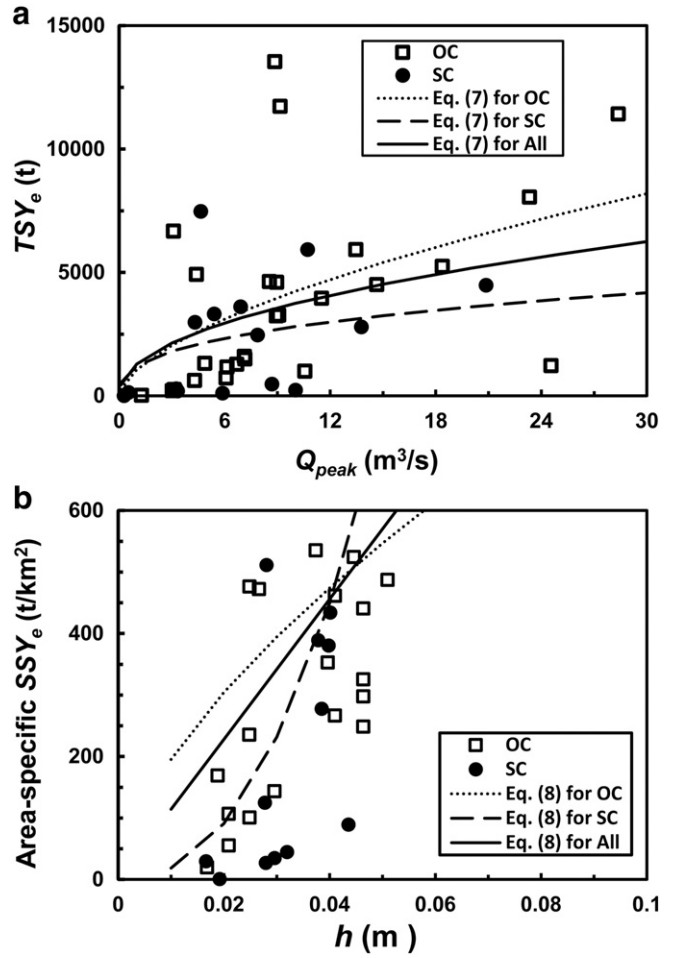 a
15000
10000
5000
0
TSYe (t)
OC
SC
Eq. (7) for OC
Eq. (7) for SC
Eq. (7) for All
0 6 12 18 24 30
Qpeak (m³/s)
b
600
400
200
0
Area-specific SSYe (t/km²)
OC
SC
Eq. (8) for OC
Eq. (8) for SC
Eq. (8) for All
0 0.02 0.04 0.06 0.08 0.1
h (m )